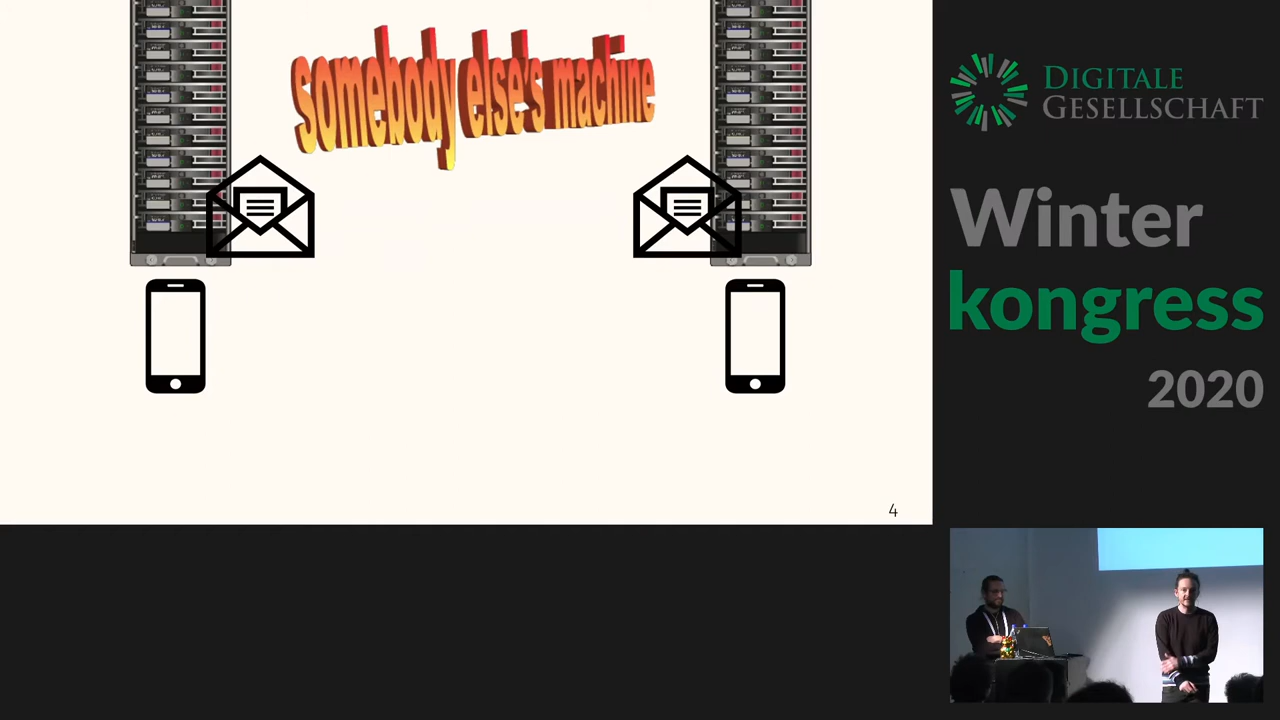 somebody else's machine
4
DIGITALE
GESELLSCHAFT
Winter
kongress
2020